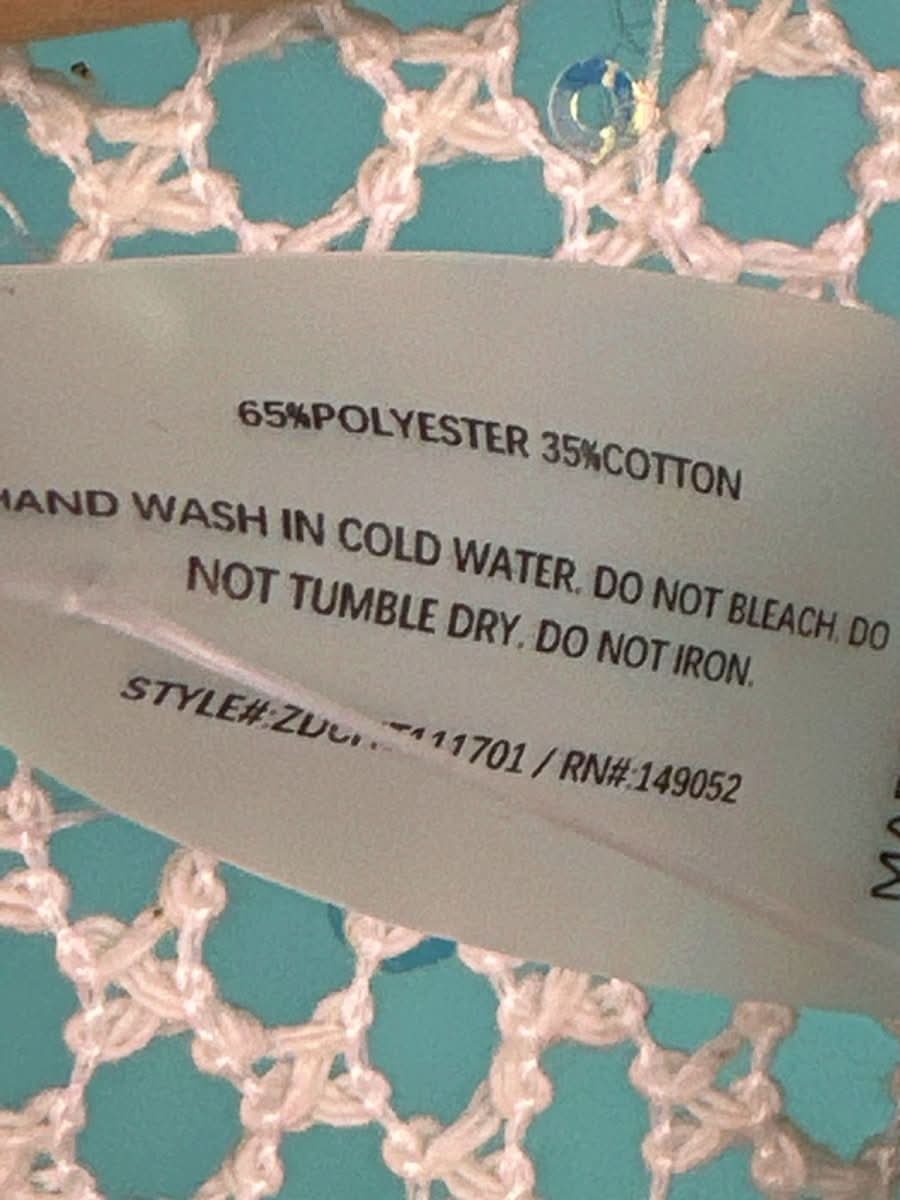 65%POLYESTER 35%COTTON
HAND WASH IN COLD WATER. DO NOT BLEACH. DO
NOT TUMBLE DRY. DO NOT IRON.
STYLE#: / RN#:149052